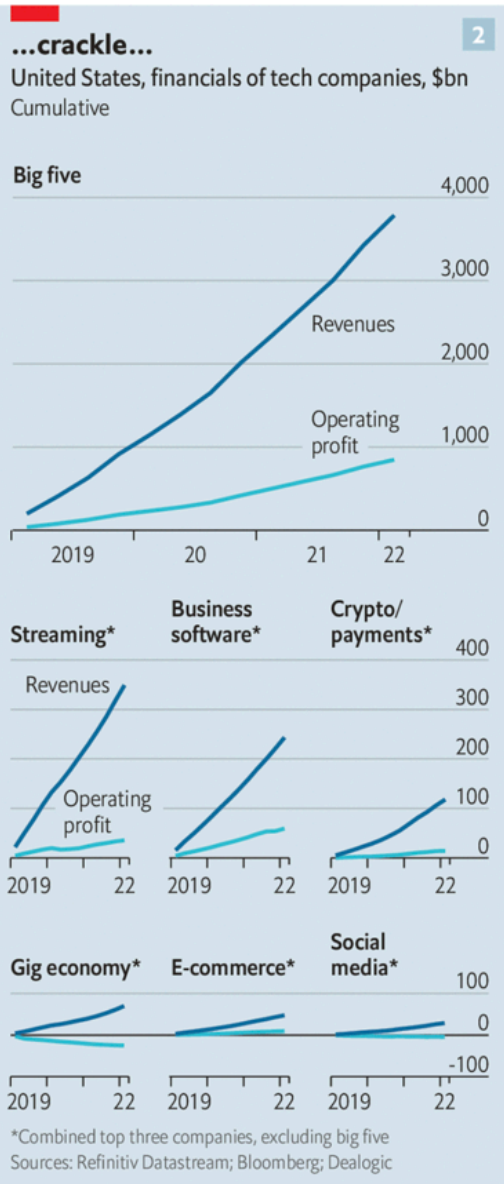 ...crackle...
2
United States, financials of tech companies, $bn
Cumulative
Big five
4,000
3,000
Revenues
2,000
Operating
profit
1,000
0
2019 20 21 22
Streaming*
Business
software*
Crypto/
payments*
400
Revenues
300
200
Operating
profit
100
0
2019 22 2019 22 2019 22
Gig economy*
E-commerce*
Social
media*
100
0
-100
2019 22 2019 22 2019 22
*Combined top three companies, excluding big five
Sources: Refinitiv Datastream; Bloomberg; Dealogic